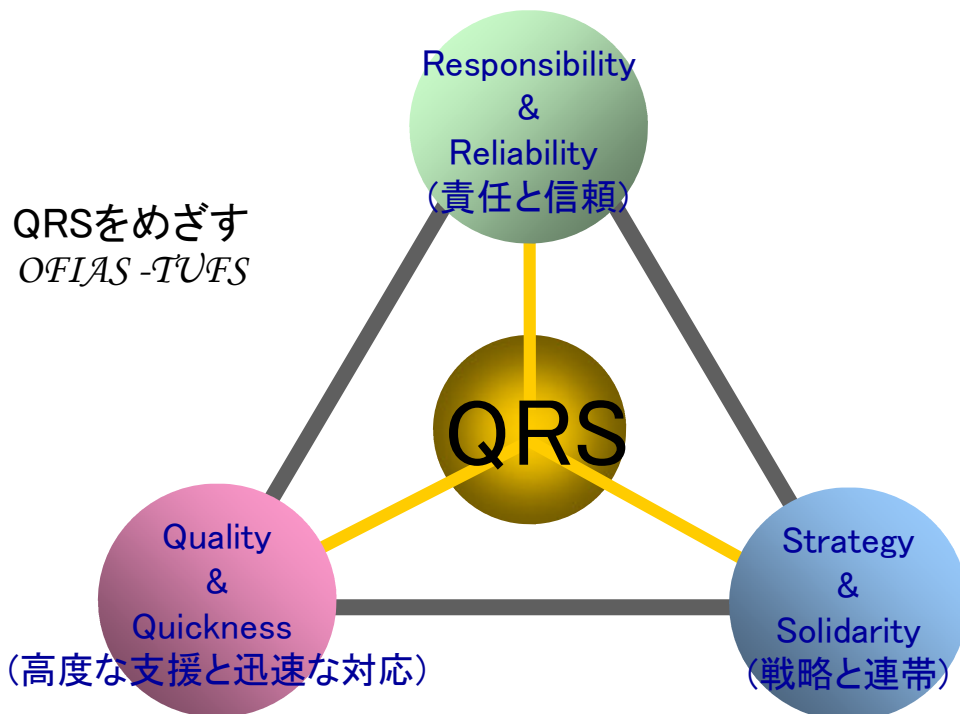 Responsibility
&
Reliability
(責任と信頼)
QRSをめざす
OFIAS -TUFS
QRS
Quality
&
Quickness
(高度な支援と迅速な対応)
Strategy
&
Solidarity
(戦略と連帯)